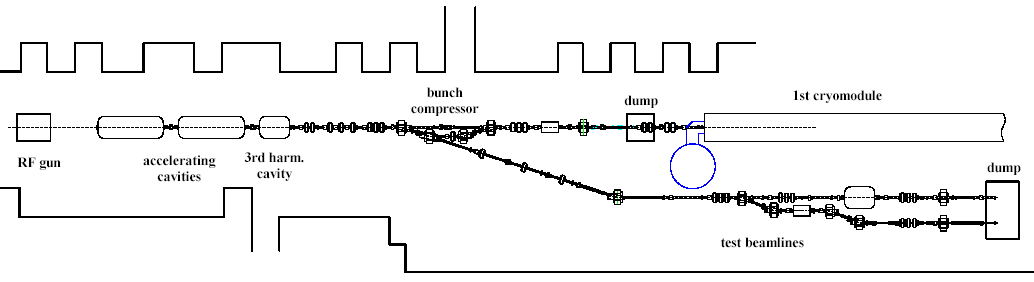 RF gun
accelerating
cavities
3rd harm.
cavity
bunch
compressor
dump
1st cryomodule
dump
test beamlines